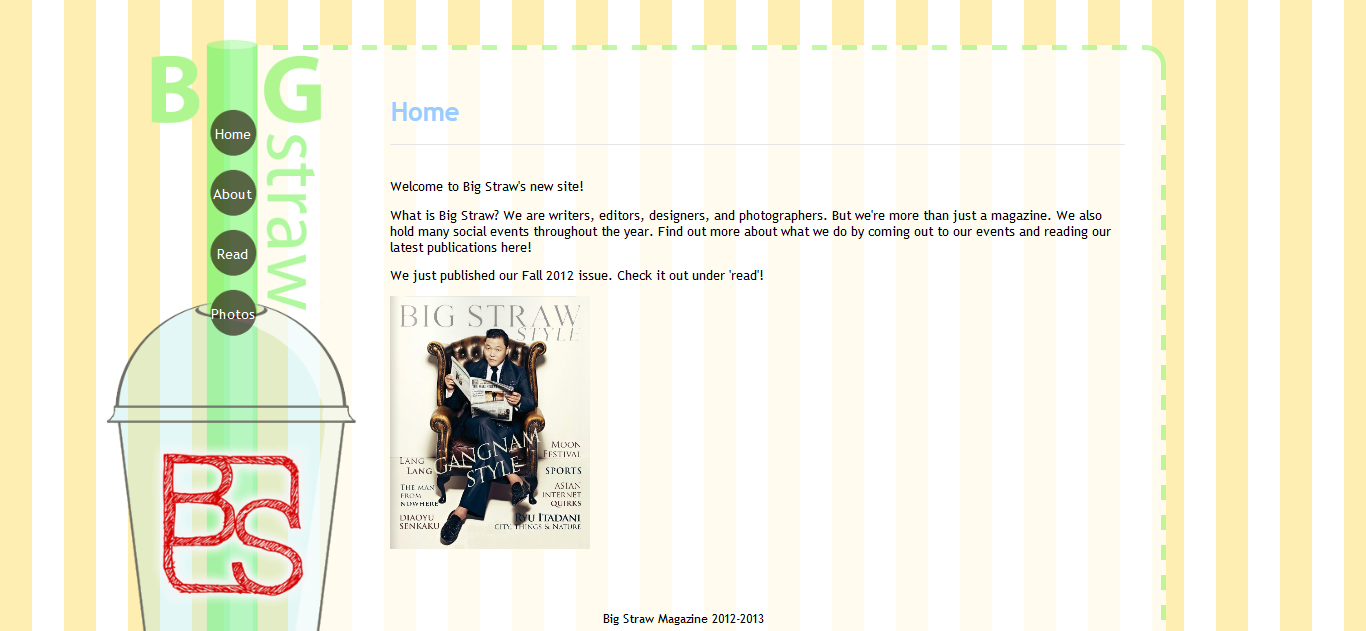 BIG
straw
Home
About
Read
Photos
BS
Home
Welcome to Big Straw's new site!
What is Big Straw? We are writers, editors, designers, and photographers. But we're more than just a magazine. We also
hold many social events throughout the year. Find out more about what we do by coming out to our events and reading our
latest publications here!
We just published our Fall 2012 issue. Check it out under 'read'!
BIG STRAW
STYLE
GANGNAM
STYLE
LANG
LANG
THE MAN
FROM
NOWHERE
DIAOYU
SENKAKU
MOON
FESTIVAL
SPORTS
ASIAN
INTERNET
QUIRKS
RYU ITADANI
CITY, THINGS & NATURE
Big Straw Magazine 2012-2013